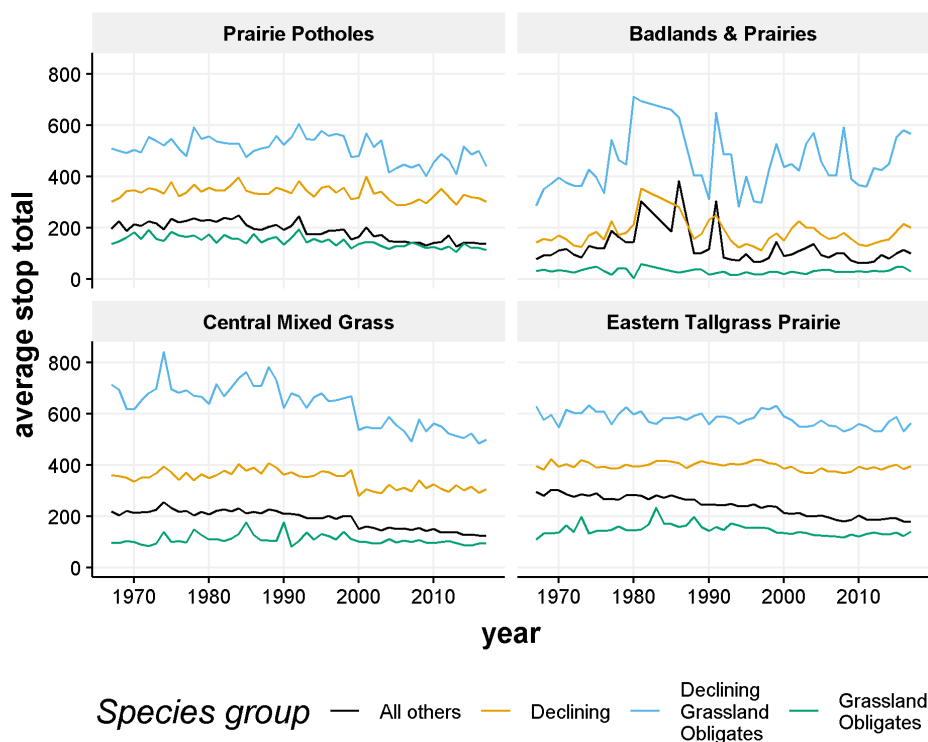 Prairie Potholes
Badlands & Prairies
800
600
400
200
0
Central Mixed Grass
Eastern Tallgrass Prairie
800
600
400
200
0
average stop total
1970 1980 1990 2000 2010
1970 1980 1990 2000 2010
year
Species group
All others
Declining
Declining
Grassland
Obligates
Grassland
Obligates